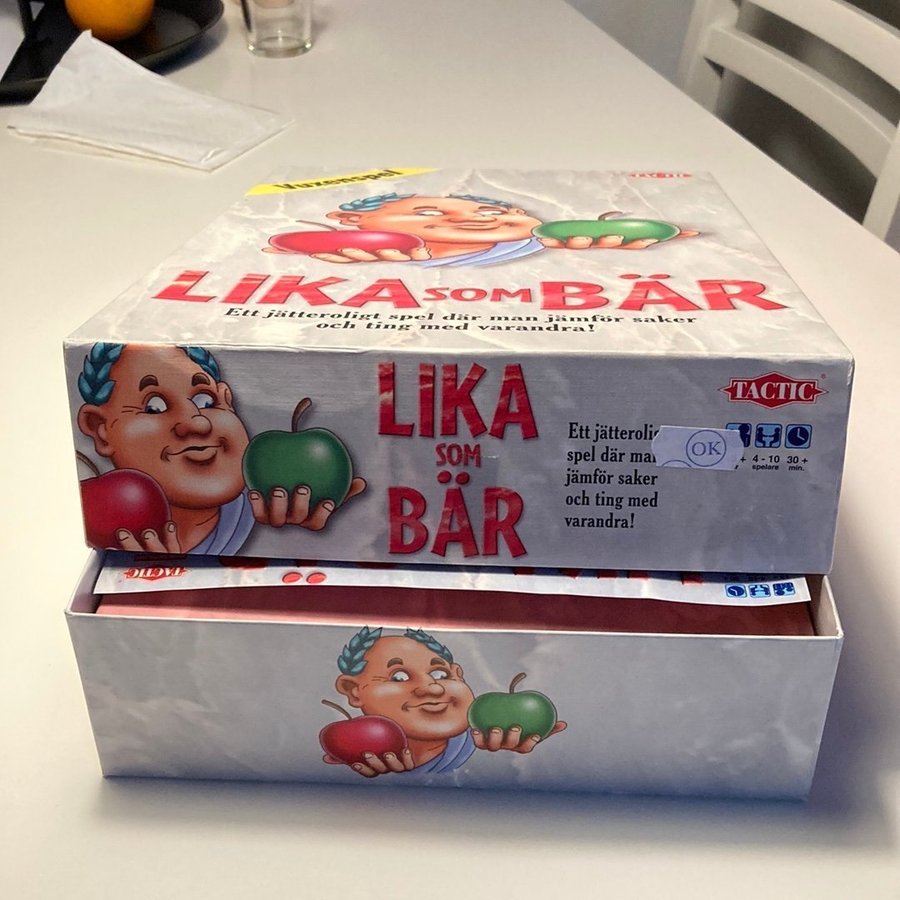 Vuxenspel
TACTIC
LIKA SOM BÄR
Ett jätteroligt spel där man jämför saker
och ting med varandra!
LIKA
SOM
BÄR
Ett jätteroli
spel där ma
jämför saker
och ting med
varandra!
TACTIC
®
OK
+ 4 - 10 30 +
spelare min.
TACTIC